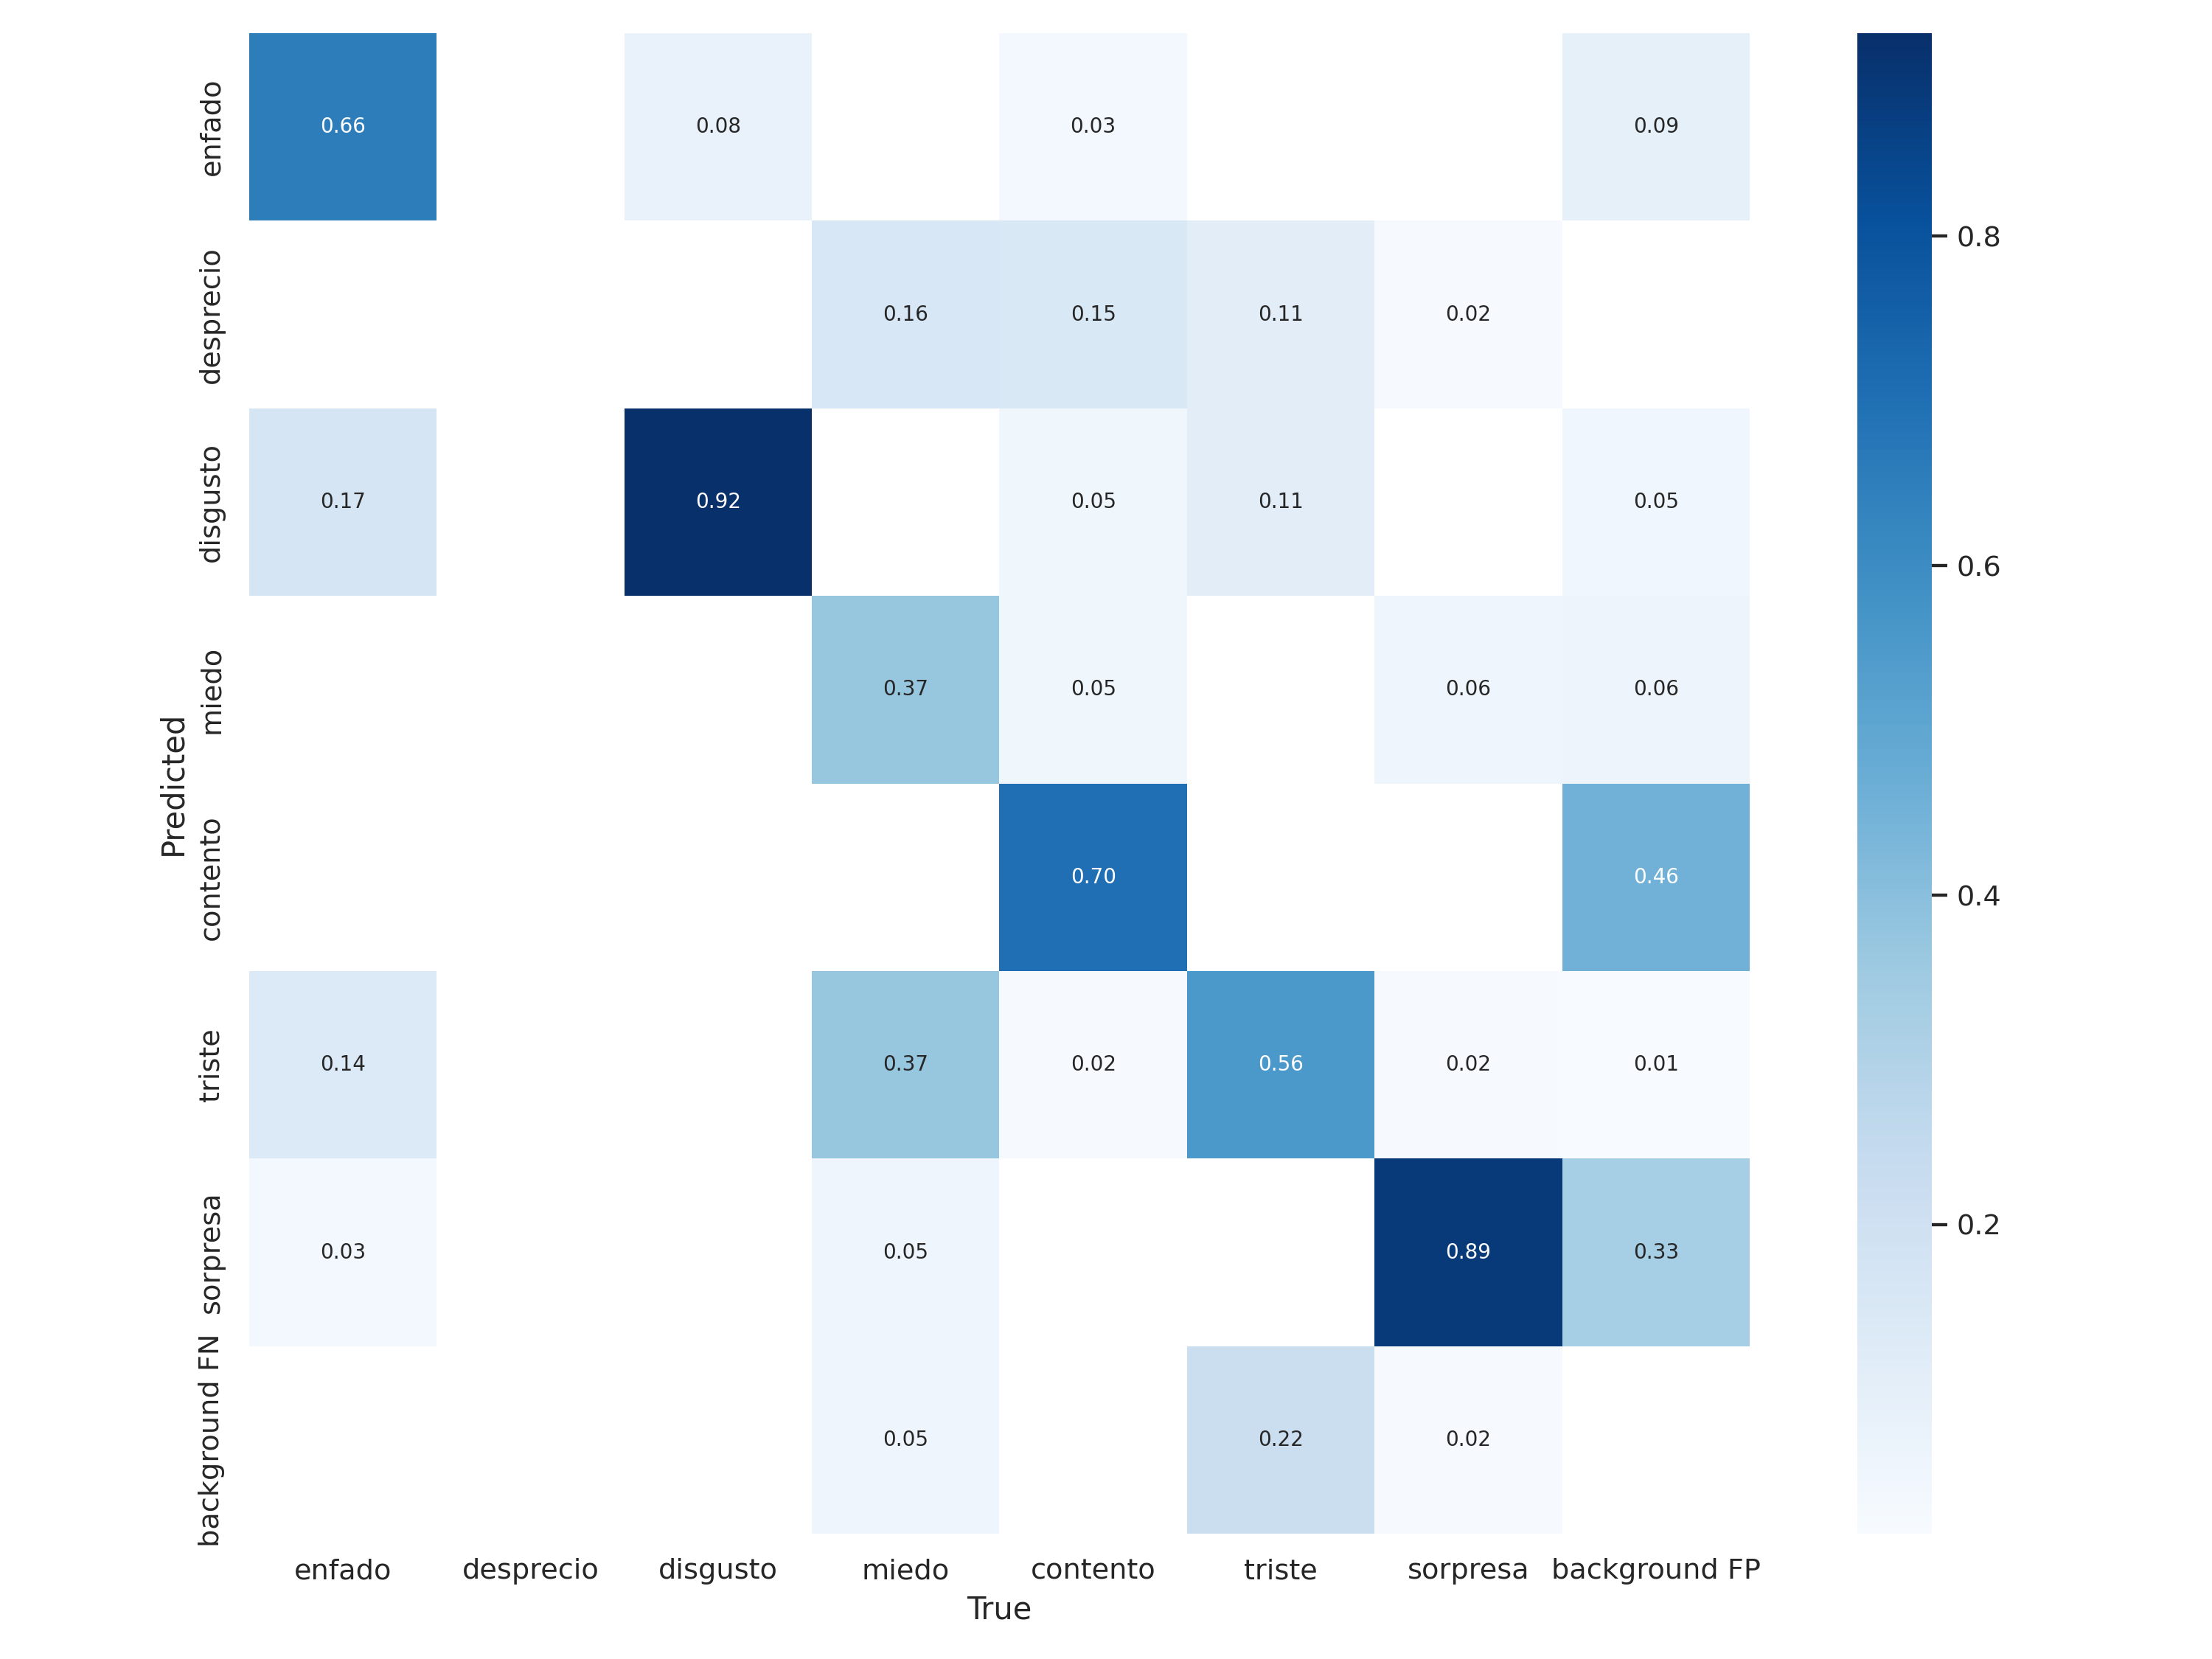 Predicted
enfado
0.66 0.08 0.03 0.09
desprecio
0.16 0.15 0.11 0.02
disgusto
0.17 0.92 0.05 0.11 0.05
miedo
0.37 0.05 0.06 0.06
contento
0.70 0.46
triste
0.14 0.37 0.02 0.56 0.02 0.01
sorpresa
0.03 0.05 0.89 0.33
background FN
0.05 0.22 0.02
enfado desprecio disgusto miedo contento triste sorpresa background FP
True
0.8
0.6
0.4
0.2